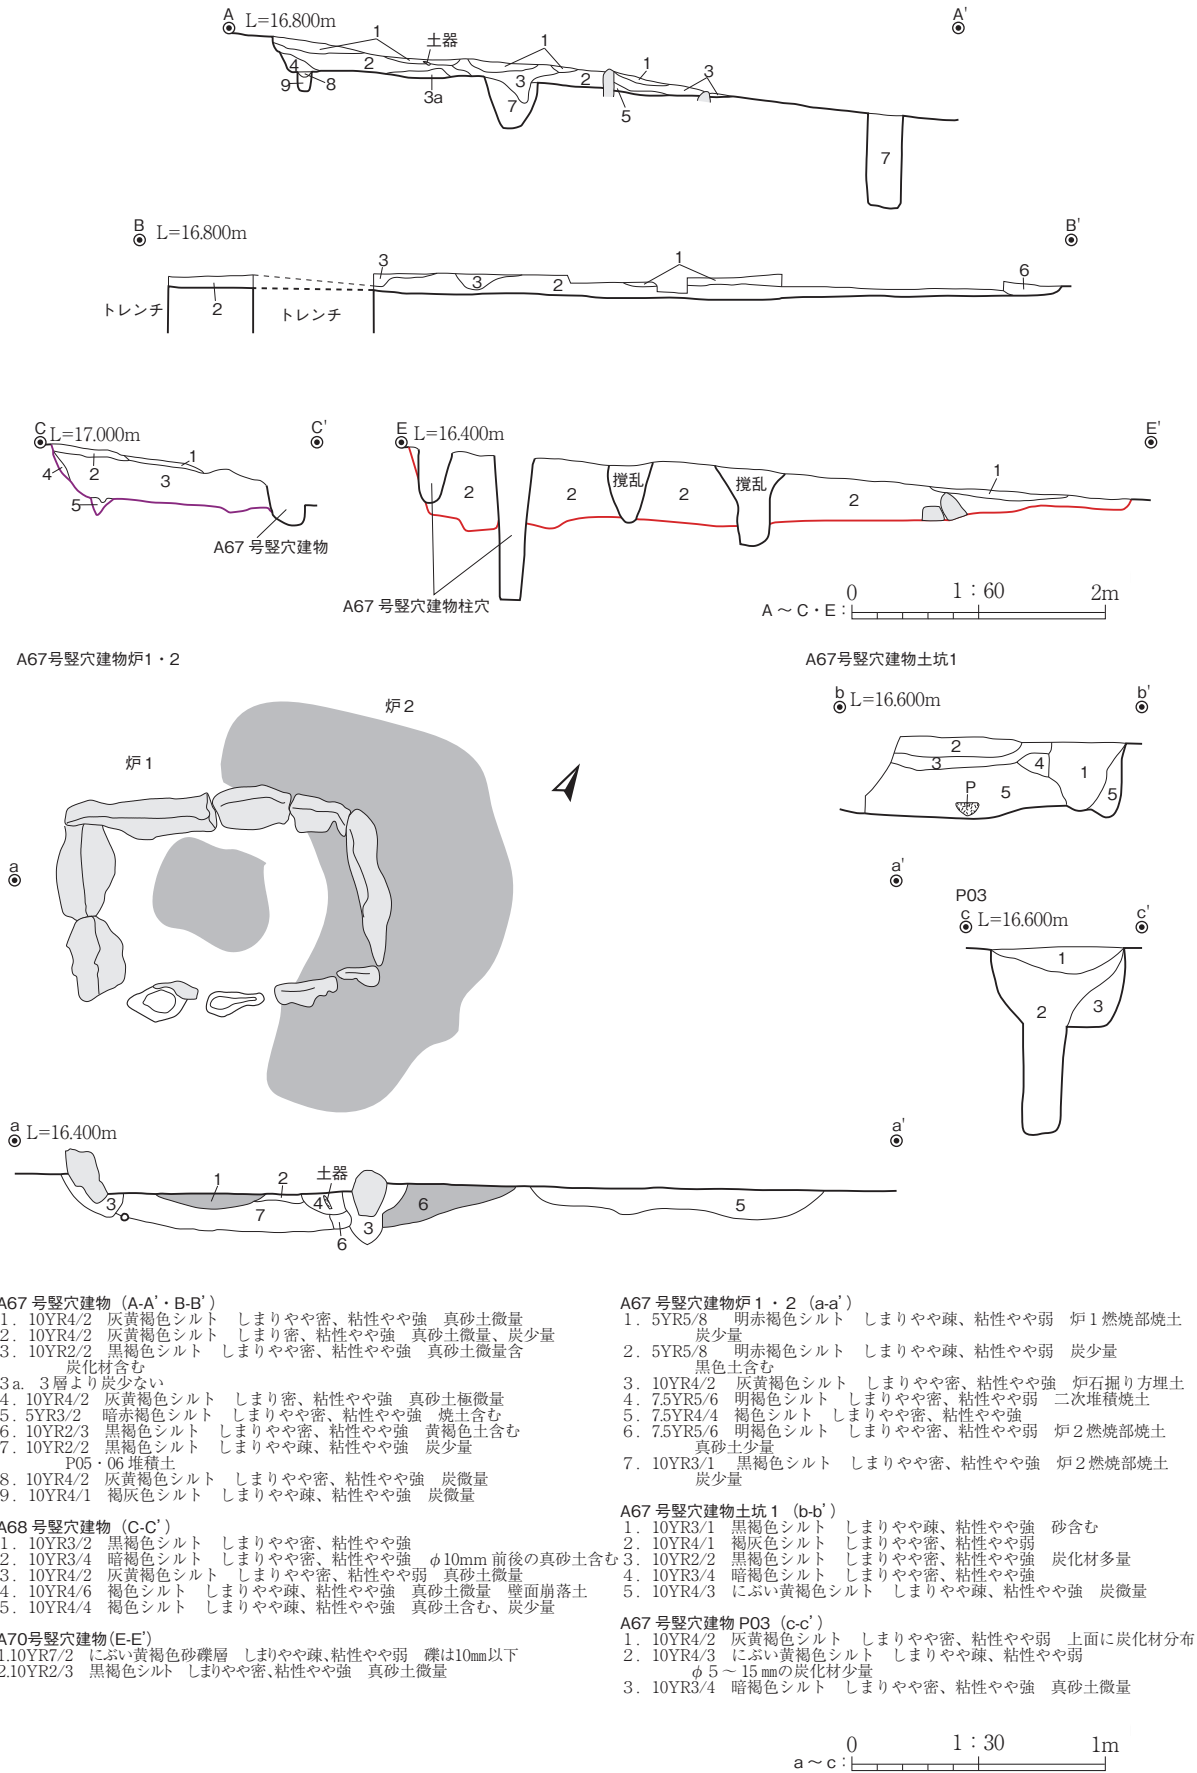 A L=16.800m A'
1 土器 1 1 3
4 2 3 2
9 8 3a 7 5 7
B L=16.800m B'
3 1 6
3 2
トレンチ 2 トレンチ
C L=17.000m C'
1
4 2 3
5
A67 号竪穴建物
E L=16.400m E'
撹乱 撹乱 1
2 2 2 2
A67 号竪穴建物柱穴
0 1：60 2m
A～C・E：
A67号竪穴建物炉1・2
炉2
炉1
a a'
A67号竪穴建物土坑1
b L=16.600m b'
2
3 4 1
P 5 5
P03
c L=16.600m c'
1
2 3
a L=16.400m a'
1 2 土器
3 7 4 6 5
6 3
A67 号竪穴建物（A-A'・B-B'）
1．10YR4/2　灰黄褐色シルト　しまりやや密、粘性やや強　真砂土微量
2．10YR4/2　灰黄褐色シルト　しまり密、粘性やや強　真砂土微量、炭少量
3．10YR2/2　黒褐色シルト　しまりやや密、粘性やや強　真砂土微量含
炭化材含む
3a．3層より炭少ない
4．10YR4/2　灰黄褐色シルト　しまり密、粘性やや強　真砂土極微量
5．5YR3/2　暗赤褐色シルト　しまりやや密、粘性やや強　焼土含む
6．10YR2/3　黒褐色シルト　しまりやや密、粘性やや強　黄褐色土含む
7．10YR2/2　黒褐色シルト　しまりやや疎、粘性やや強　炭少量
P05・06 堆積土
8．10YR4/2　灰黄褐色シルト　しまりやや密、粘性やや強　炭微量
9．10YR4/1　褐灰色シルト　しまりやや疎、粘性やや強　炭微量
A68 号竪穴建物（C-C'）
1．10YR3/2　黒褐色シルト　しまりやや密、粘性やや強
2．10YR3/4　暗褐色シルト　しまりやや密、粘性やや強　φ10mm 前後の真砂土含む
3．10YR4/2　灰黄褐色シルト　しまりやや密、粘性やや弱　真砂土微量
4．10YR4/6　褐色シルト　しまりやや疎、粘性やや強　真砂土微量　壁面崩落土
5．10YR4/4　褐色シルト　しまりやや疎、粘性やや強　真砂土含む、炭少量
A70号竪穴建物(E-E')
1.10YR7/2　にぶい黄褐色砂礫層　しまりやや疎、粘性やや弱　礫は10mm以下
2.10YR2/3　黒褐色シルト　しまりやや密、粘性やや強　真砂土微量
A67 号竪穴建物炉 1・2（a-a'）
1．5YR5/8　明赤褐色シルト　しまりやや疎、粘性やや弱　炉 1 燃焼部焼土
炭少量
2．5YR5/8　明赤褐色シルト　しまりやや疎、粘性やや弱　炭少量
黒色土含む
3．10YR4/2　灰黄褐色シルト　しまりやや密、粘性やや強　炉石掘り方埋土
4．7.5YR5/6　明褐色シルト　しまりやや密、粘性やや弱　二次堆積焼土
5．7.5YR4/4　褐色シルト　しまりやや密、粘性やや強
6．7.5YR5/6　明褐色シルト　しまりやや密、粘性やや弱　炉 2 燃焼部焼土
真砂土少量
7．10YR3/1　黒褐色シルト　しまりやや密、粘性やや強　炉 2 燃焼部焼土
炭少量
A67 号竪穴建物土坑 1（b-b'）
1．10YR3/1　黒褐色シルト　しまりやや疎、粘性やや強　砂含む
2．10YR4/1　褐灰色シルト　しまりやや密、粘性やや弱
3．10YR2/2　黒褐色シルト　しまりやや密、粘性やや強　炭化材多量
4．10YR3/4　暗褐色シルト　しまりやや密、粘性やや強
5．10YR4/3　にぶい黄褐色シルト　しまりやや疎、粘性やや強　炭微量
A67 号竪穴建物 P03（c-c'）
1．10YR4/2　灰黄褐色シルト　しまりやや密、粘性やや弱　上面に炭化材分布
2．10YR4/3　にぶい黄褐色シルト　しまりやや疎、粘性やや弱
φ 5 ～ 15 ㎜の炭化材少量
3．10YR3/4　暗褐色シルト　しまりやや密、粘性やや強　真砂土微量
0 1：30 1m
a～c：